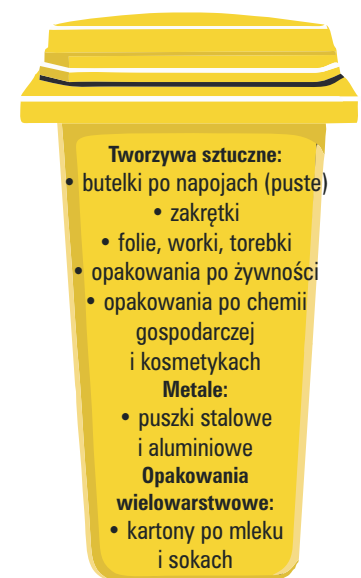 Tworzywa sztuczne:
• butelki po napojach (puste)
• zakrętki
• folie, worki, torebki
• opakowania po żywności
• opakowania po chemii
gospodarczej
i kosmetykach
Metale:
• puszki stalowe
i aluminiowe
Opakowania
wielowarstwowe:
• kartony po mleku
i sokach